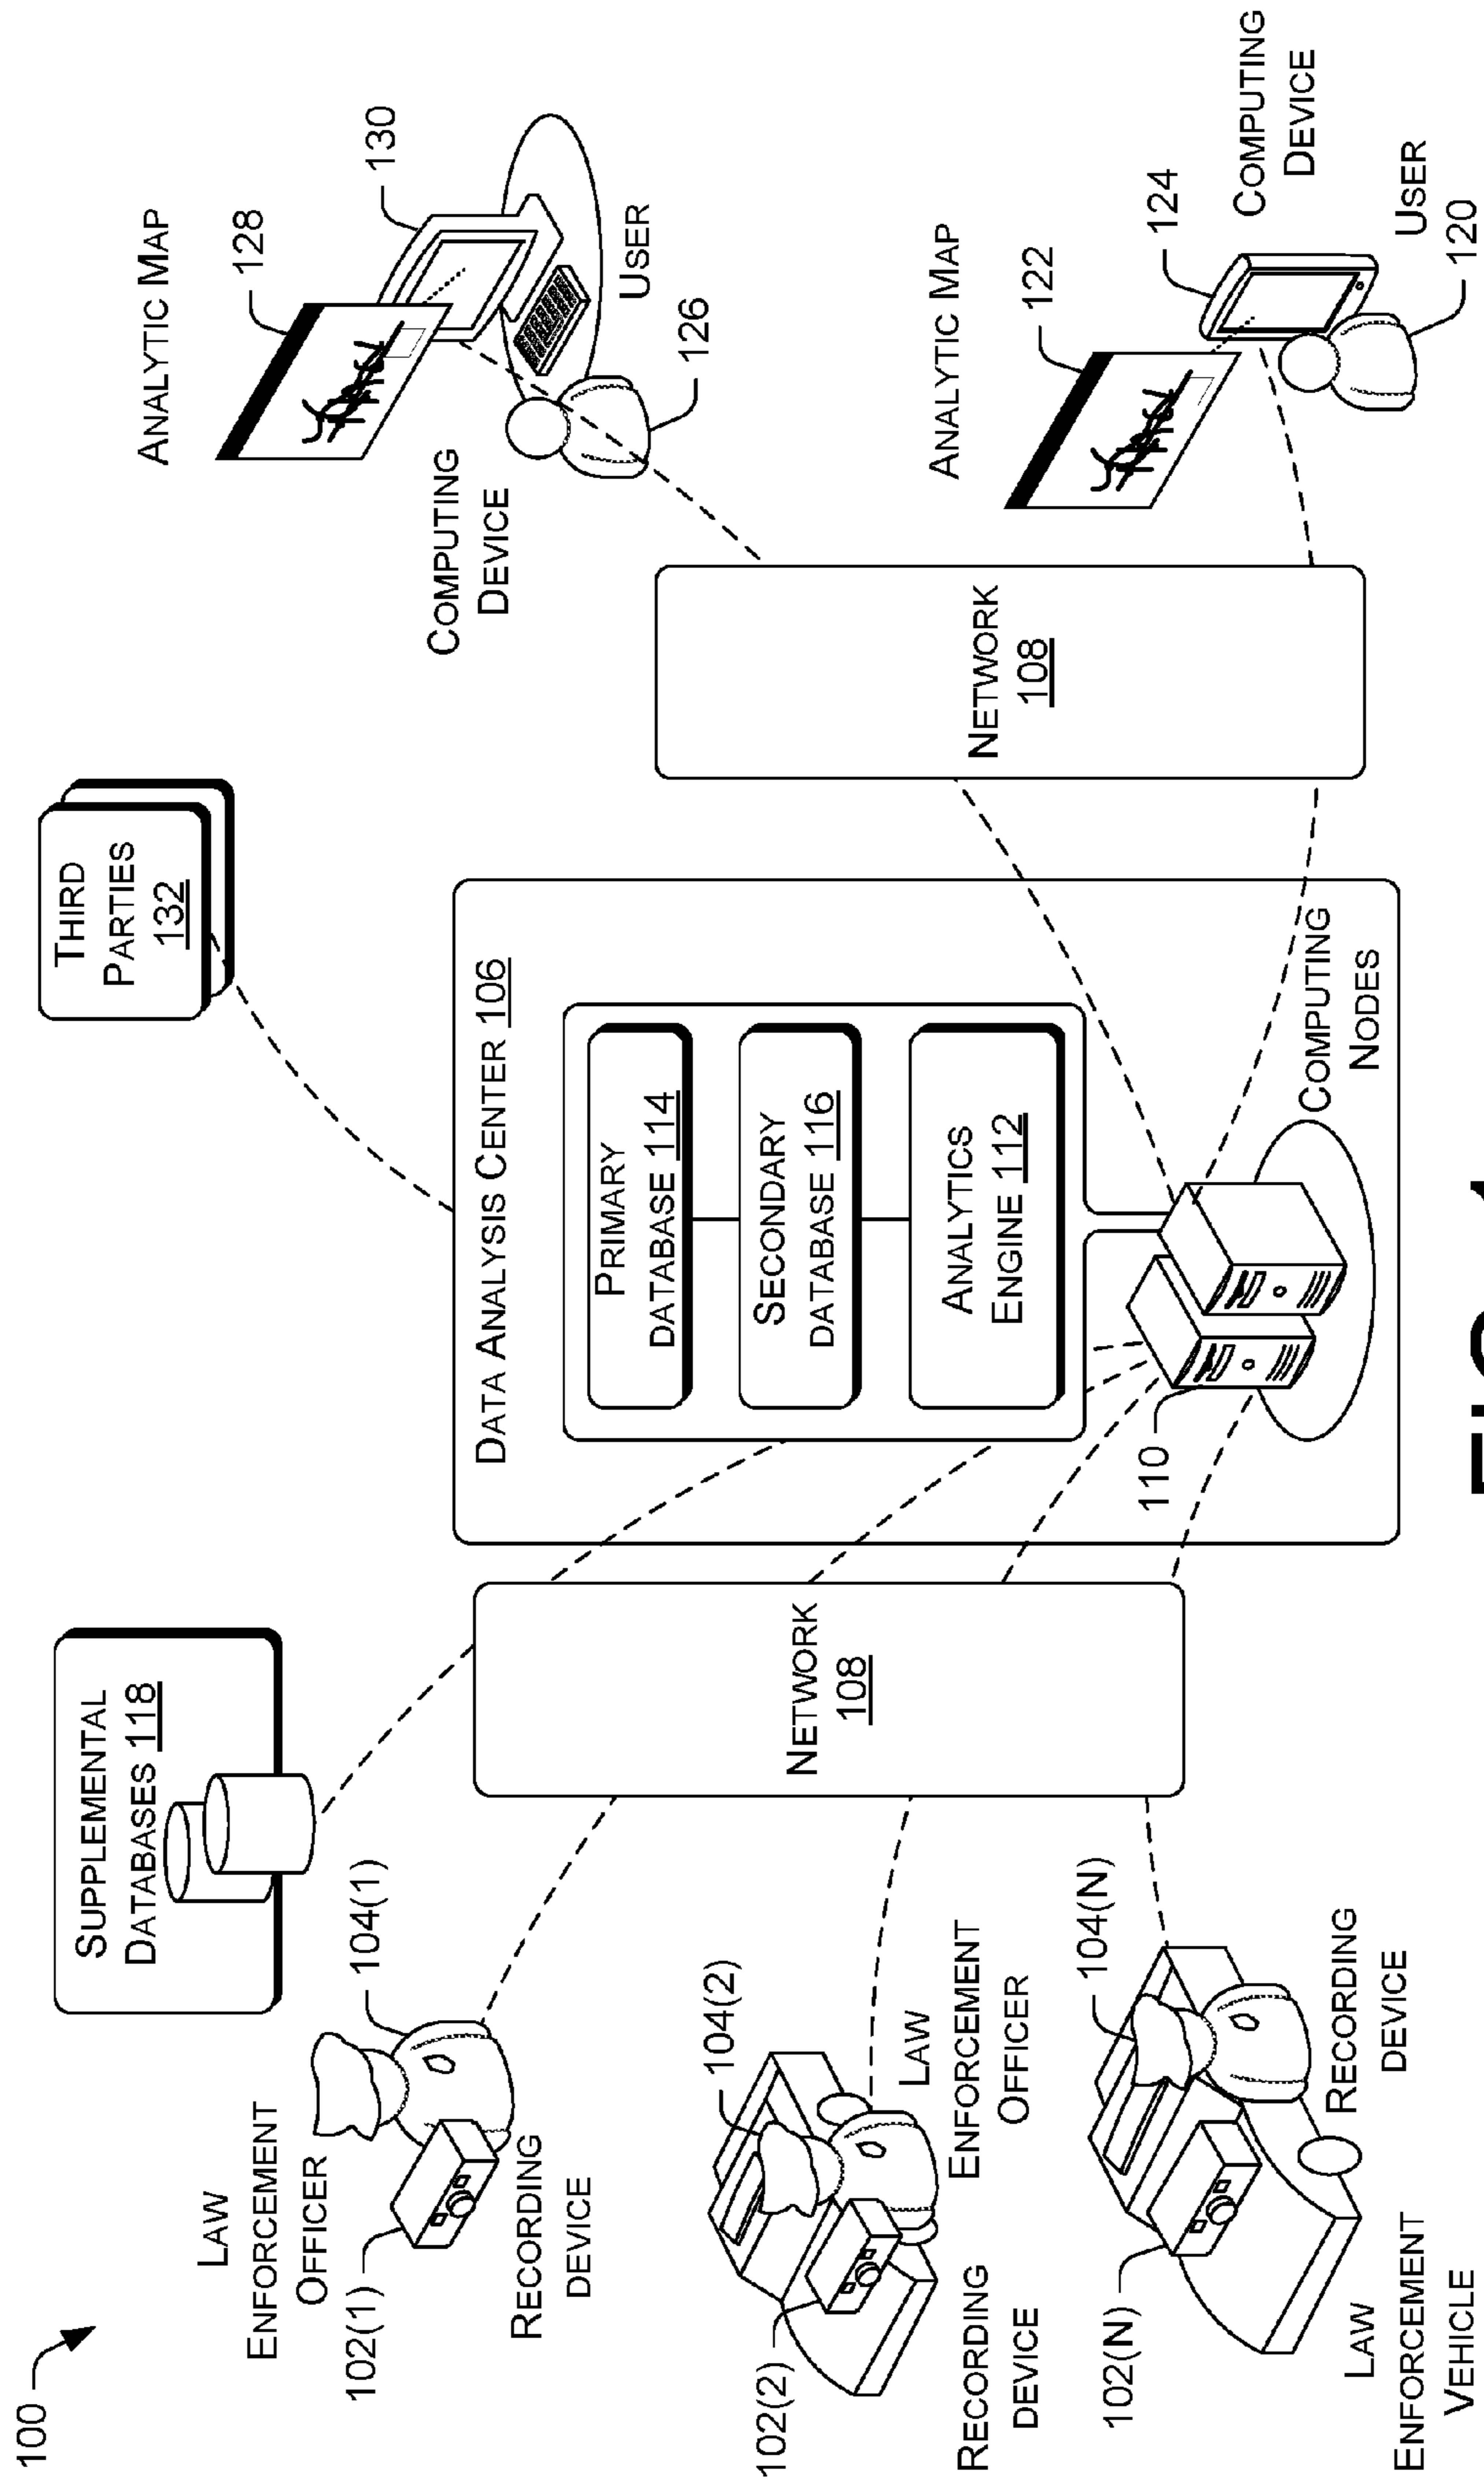 100
LAW
ENFORCEMENT
OFFICER
104(1)
102(1)
RECORDING
DEVICE
104(2)
102(2)
LAW
ENFORCEMENT
OFFICER
RECORDING
DEVICE
104(N)
102(N)
RECORDING
DEVICE
LAW
ENFORCEMENT
VEHICLE
SUPPLEMENTAL
DATABASES 118
NETWORK
108
THIRD
PARTIES
132
DATA ANALYSIS CENTER 106
PRIMARY
DATABASE 114
SECONDARY
DATABASE 116
ANALYTICS
ENGINE 112
110
COMPUTING
NODES
NETWORK
108
ANALYTIC MAP
128
130
COMPUTING
DEVICE
USER
126
ANALYTIC MAP
122
124
COMPUTING
DEVICE
USER
120